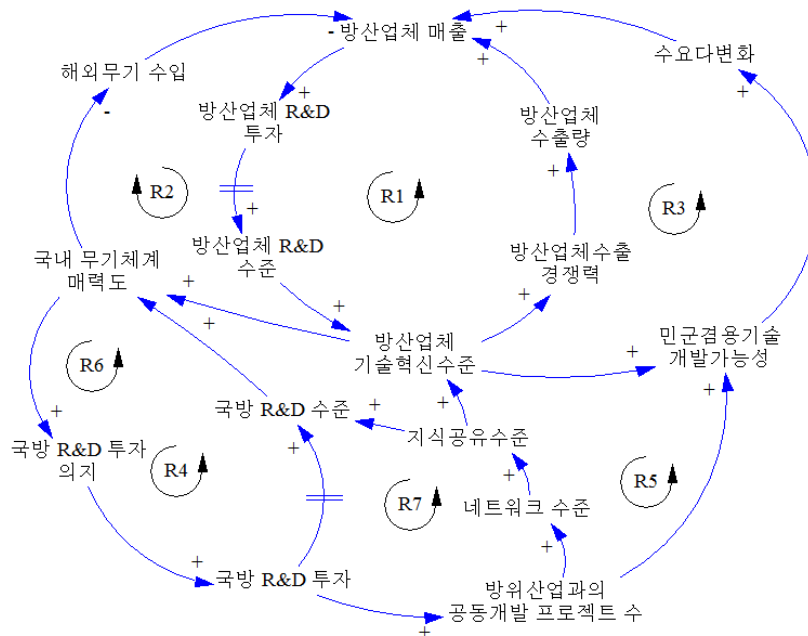 - 방산업체 매출
+
+
+
수요다변화
+
해외무기 수입
-
+
방산업체 R&D
투자
방산업체
수출량
+
R2
R1
R3
+
방산업체 R&D
수준
방산업체수출
경쟁력
국내 무기체계
매력도
+
+
+
+
방산업체
기술혁신수준
+
민군겸용기술
개발가능성
+
R6
+
국방 R&D 수준
+
+
지식공유수준
국방 R&D 투자
의지
R4
+
R7
+
네트워크 수준
R5
+
국방 R&D 투자
+
방위산업과의
공동개발 프로젝트 수
+